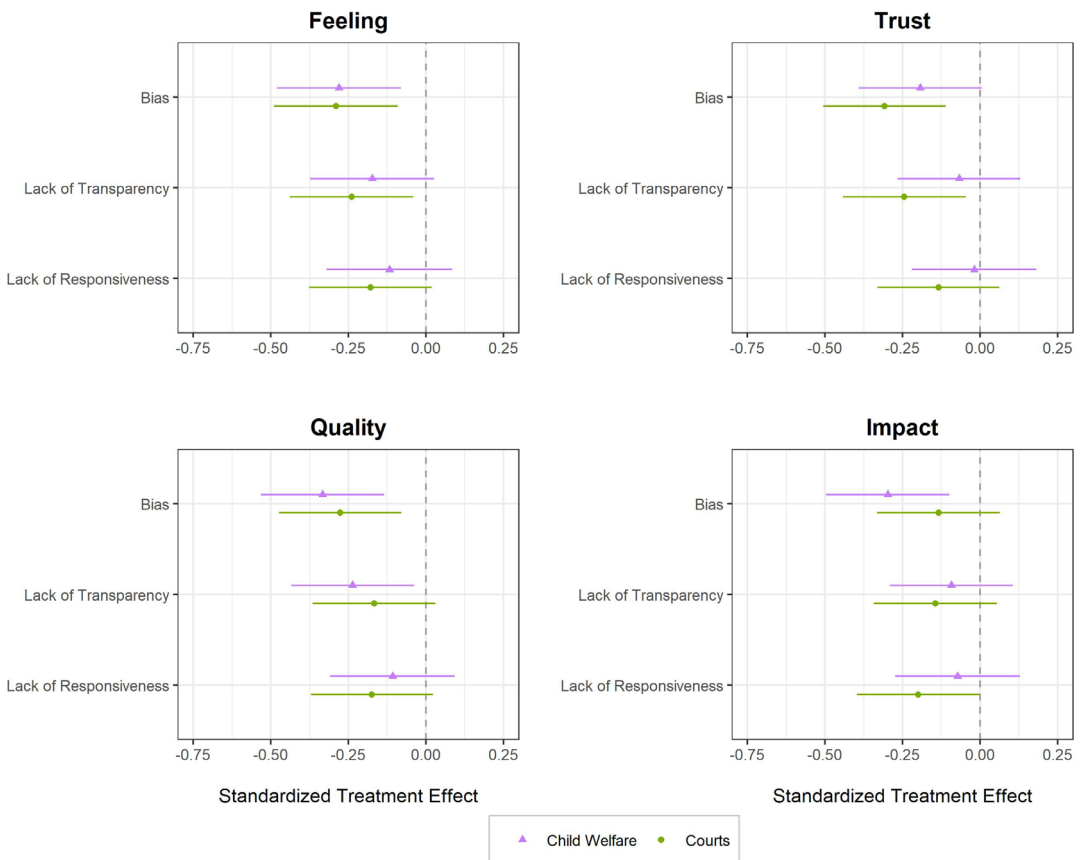 Feeling
Trust
Bias
Lack of Transparency
Lack of Responsiveness
-0.75 -0.50 -0.25 0.00 0.25
Bias
Lack of Transparency
Lack of Responsiveness
-0.75 -0.50 -0.25 0.00 0.25
Quality
Impact
Bias
Lack of Transparency
Lack of Responsiveness
-0.75 -0.50 -0.25 0.00 0.25
Standardized Treatment Effect
Bias
Lack of Transparency
Lack of Responsiveness
-0.75 -0.50 -0.25 0.00 0.25
Standardized Treatment Effect
Child Welfare Courts